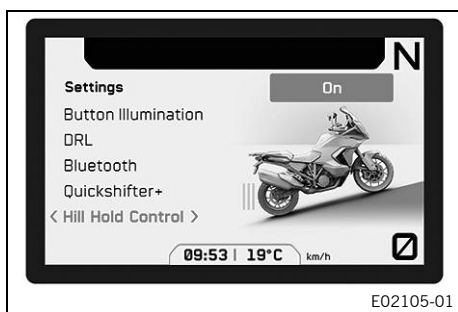 N
Settings
On
Button Illumination
DRL
Bluetooth
Quickshifter+
< Hill Hold Control >
09:53 | 19°C km/h
0
E02105-01